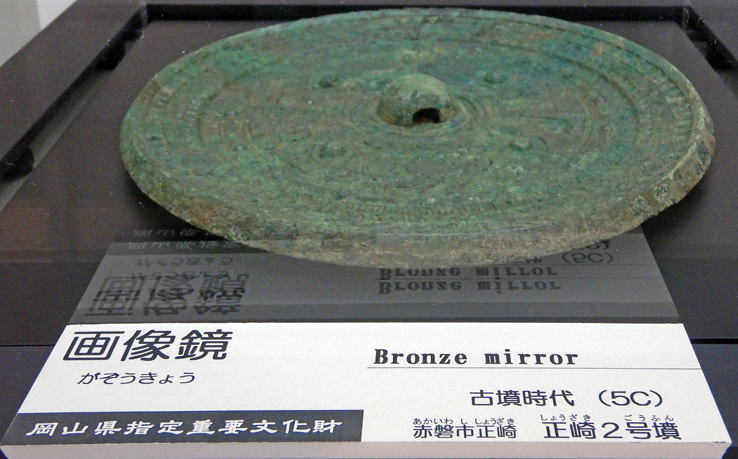 画像鏡
がぞうきょう
岡山県指定重要文化財
Bronze mirror
古墳時代 (5C)
あかいわ し しょうざき しょうざき ごうふん
赤磐市正崎 正崎2号墳